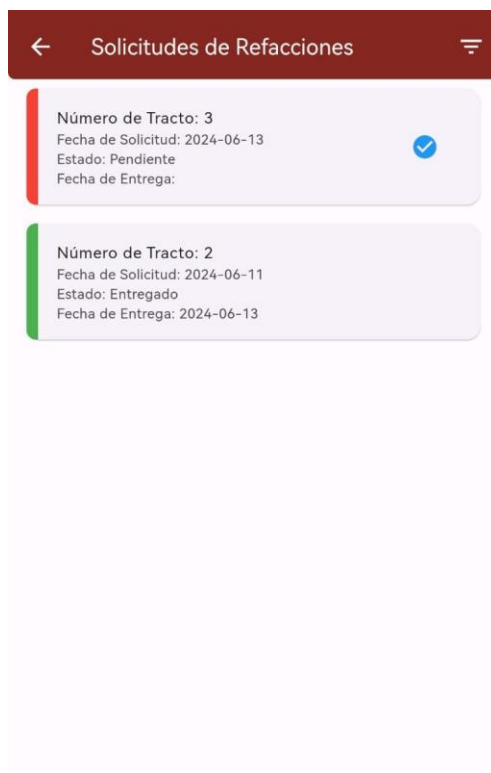 Solicitudes de Refacciones
Número de Tracto: 3
Fecha de Solicitud: 2024-06-13
Estado: Pendiente
Fecha de Entrega:
Número de Tracto: 2
Fecha de Solicitud: 2024-06-11
Estado: Entregado
Fecha de Entrega: 2024-06-13